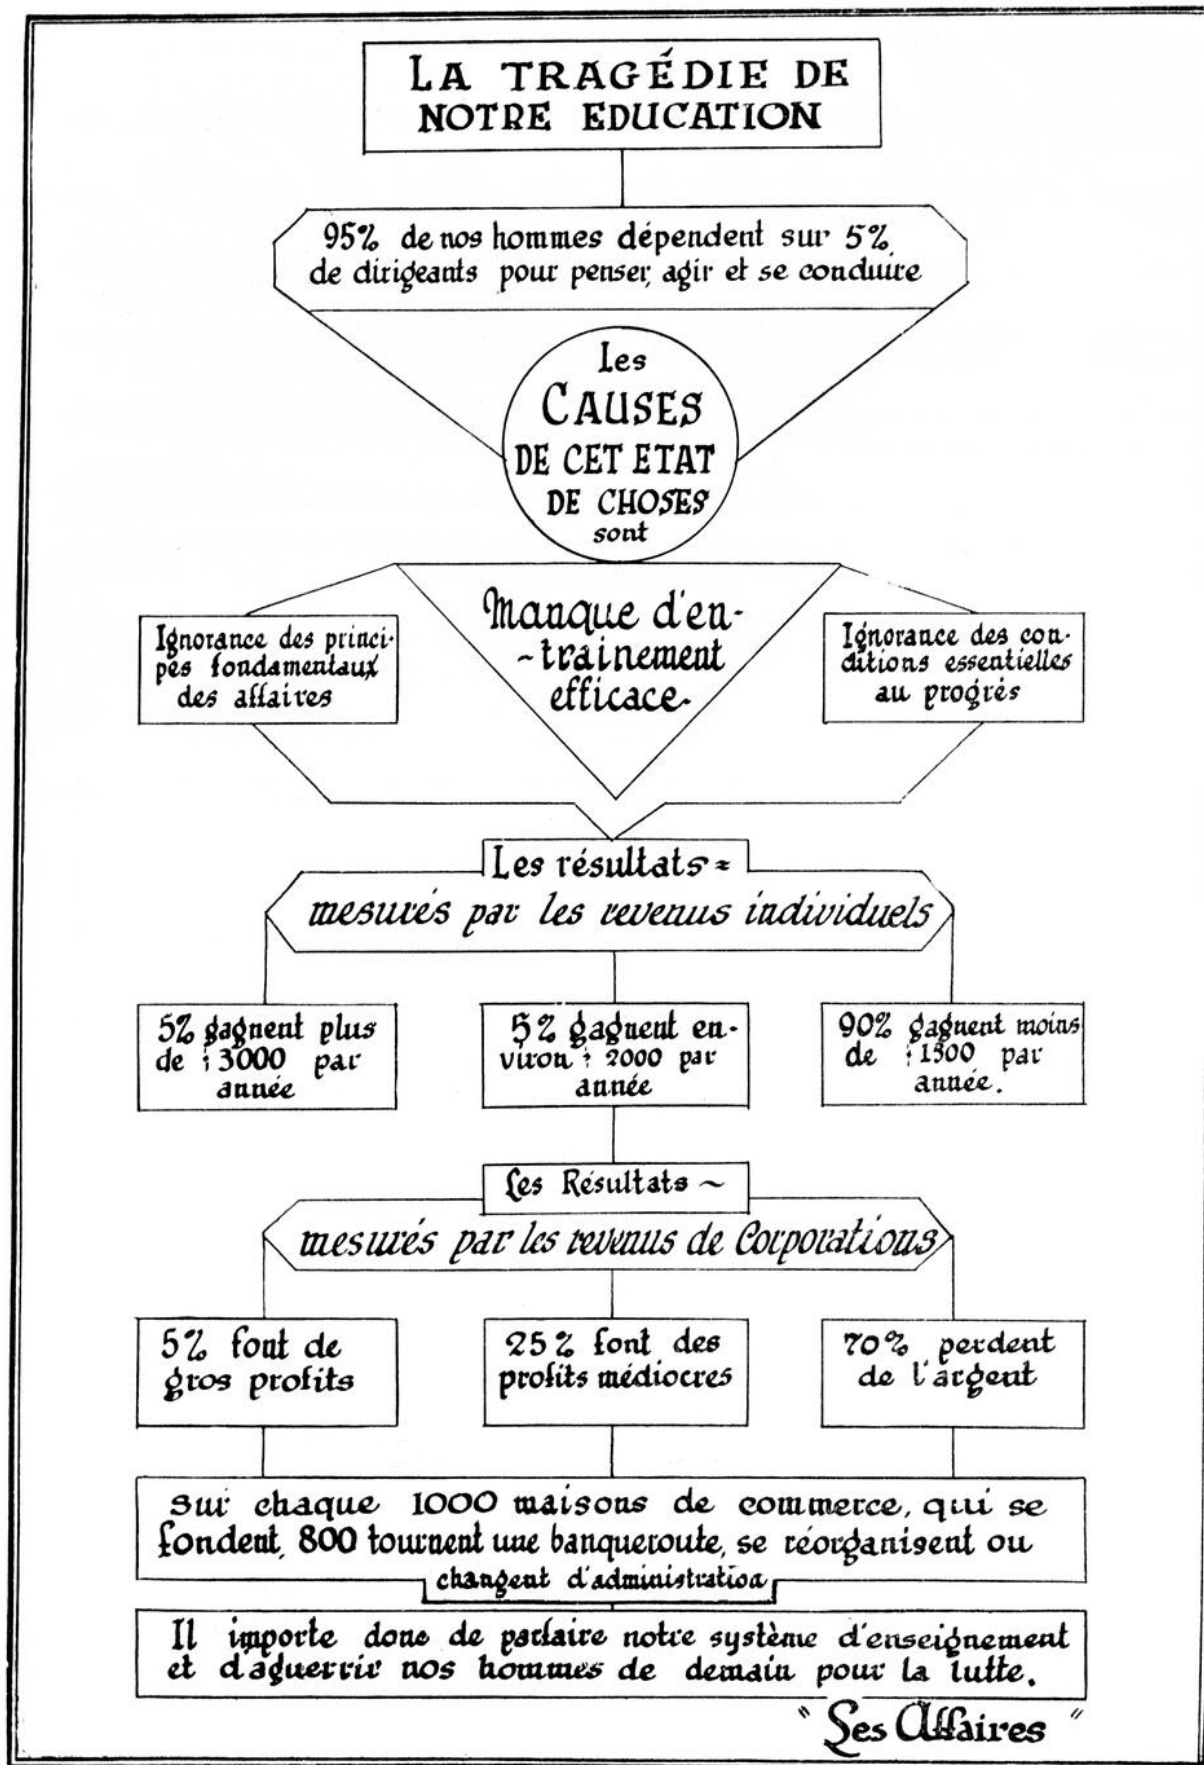 LA TRAGÉDIE DE
NOTRE EDUCATION
95% de nos hommes dépendent sur 5%
de dirigeants pour penser, agir et se conduire
Les
CAUSES
DE CET ETAT
DE CHOSES
sont
Ignorance des princi-
pes fondamentaux
des affaires
Manque d'en-
~trainement
efficace.
Ignorance des con-
ditions essentielles
au progrès
Les résultats=
mesurés par les revenus individuels
5% gagnent plus
de 3000 par
année
5% gagnent en-
viron 2000 par
année
90% gagnent moins
de 1500 par
année.
Les Résultats ~
mesurés par les revenus de Corporations
5% font de
gros profits
25% font des
profits médiocres
70% perdent
de l'argent
sur chaque 1000 maisons de commerce, qui se
fondent, 800 tournent une banqueroute, se réorganisent ou
changent d'administration
Il importe donc de parfaire notre système d'enseignement
et d'aguerrir nos hommes de demain pour la lutte.
"Les Affaires"